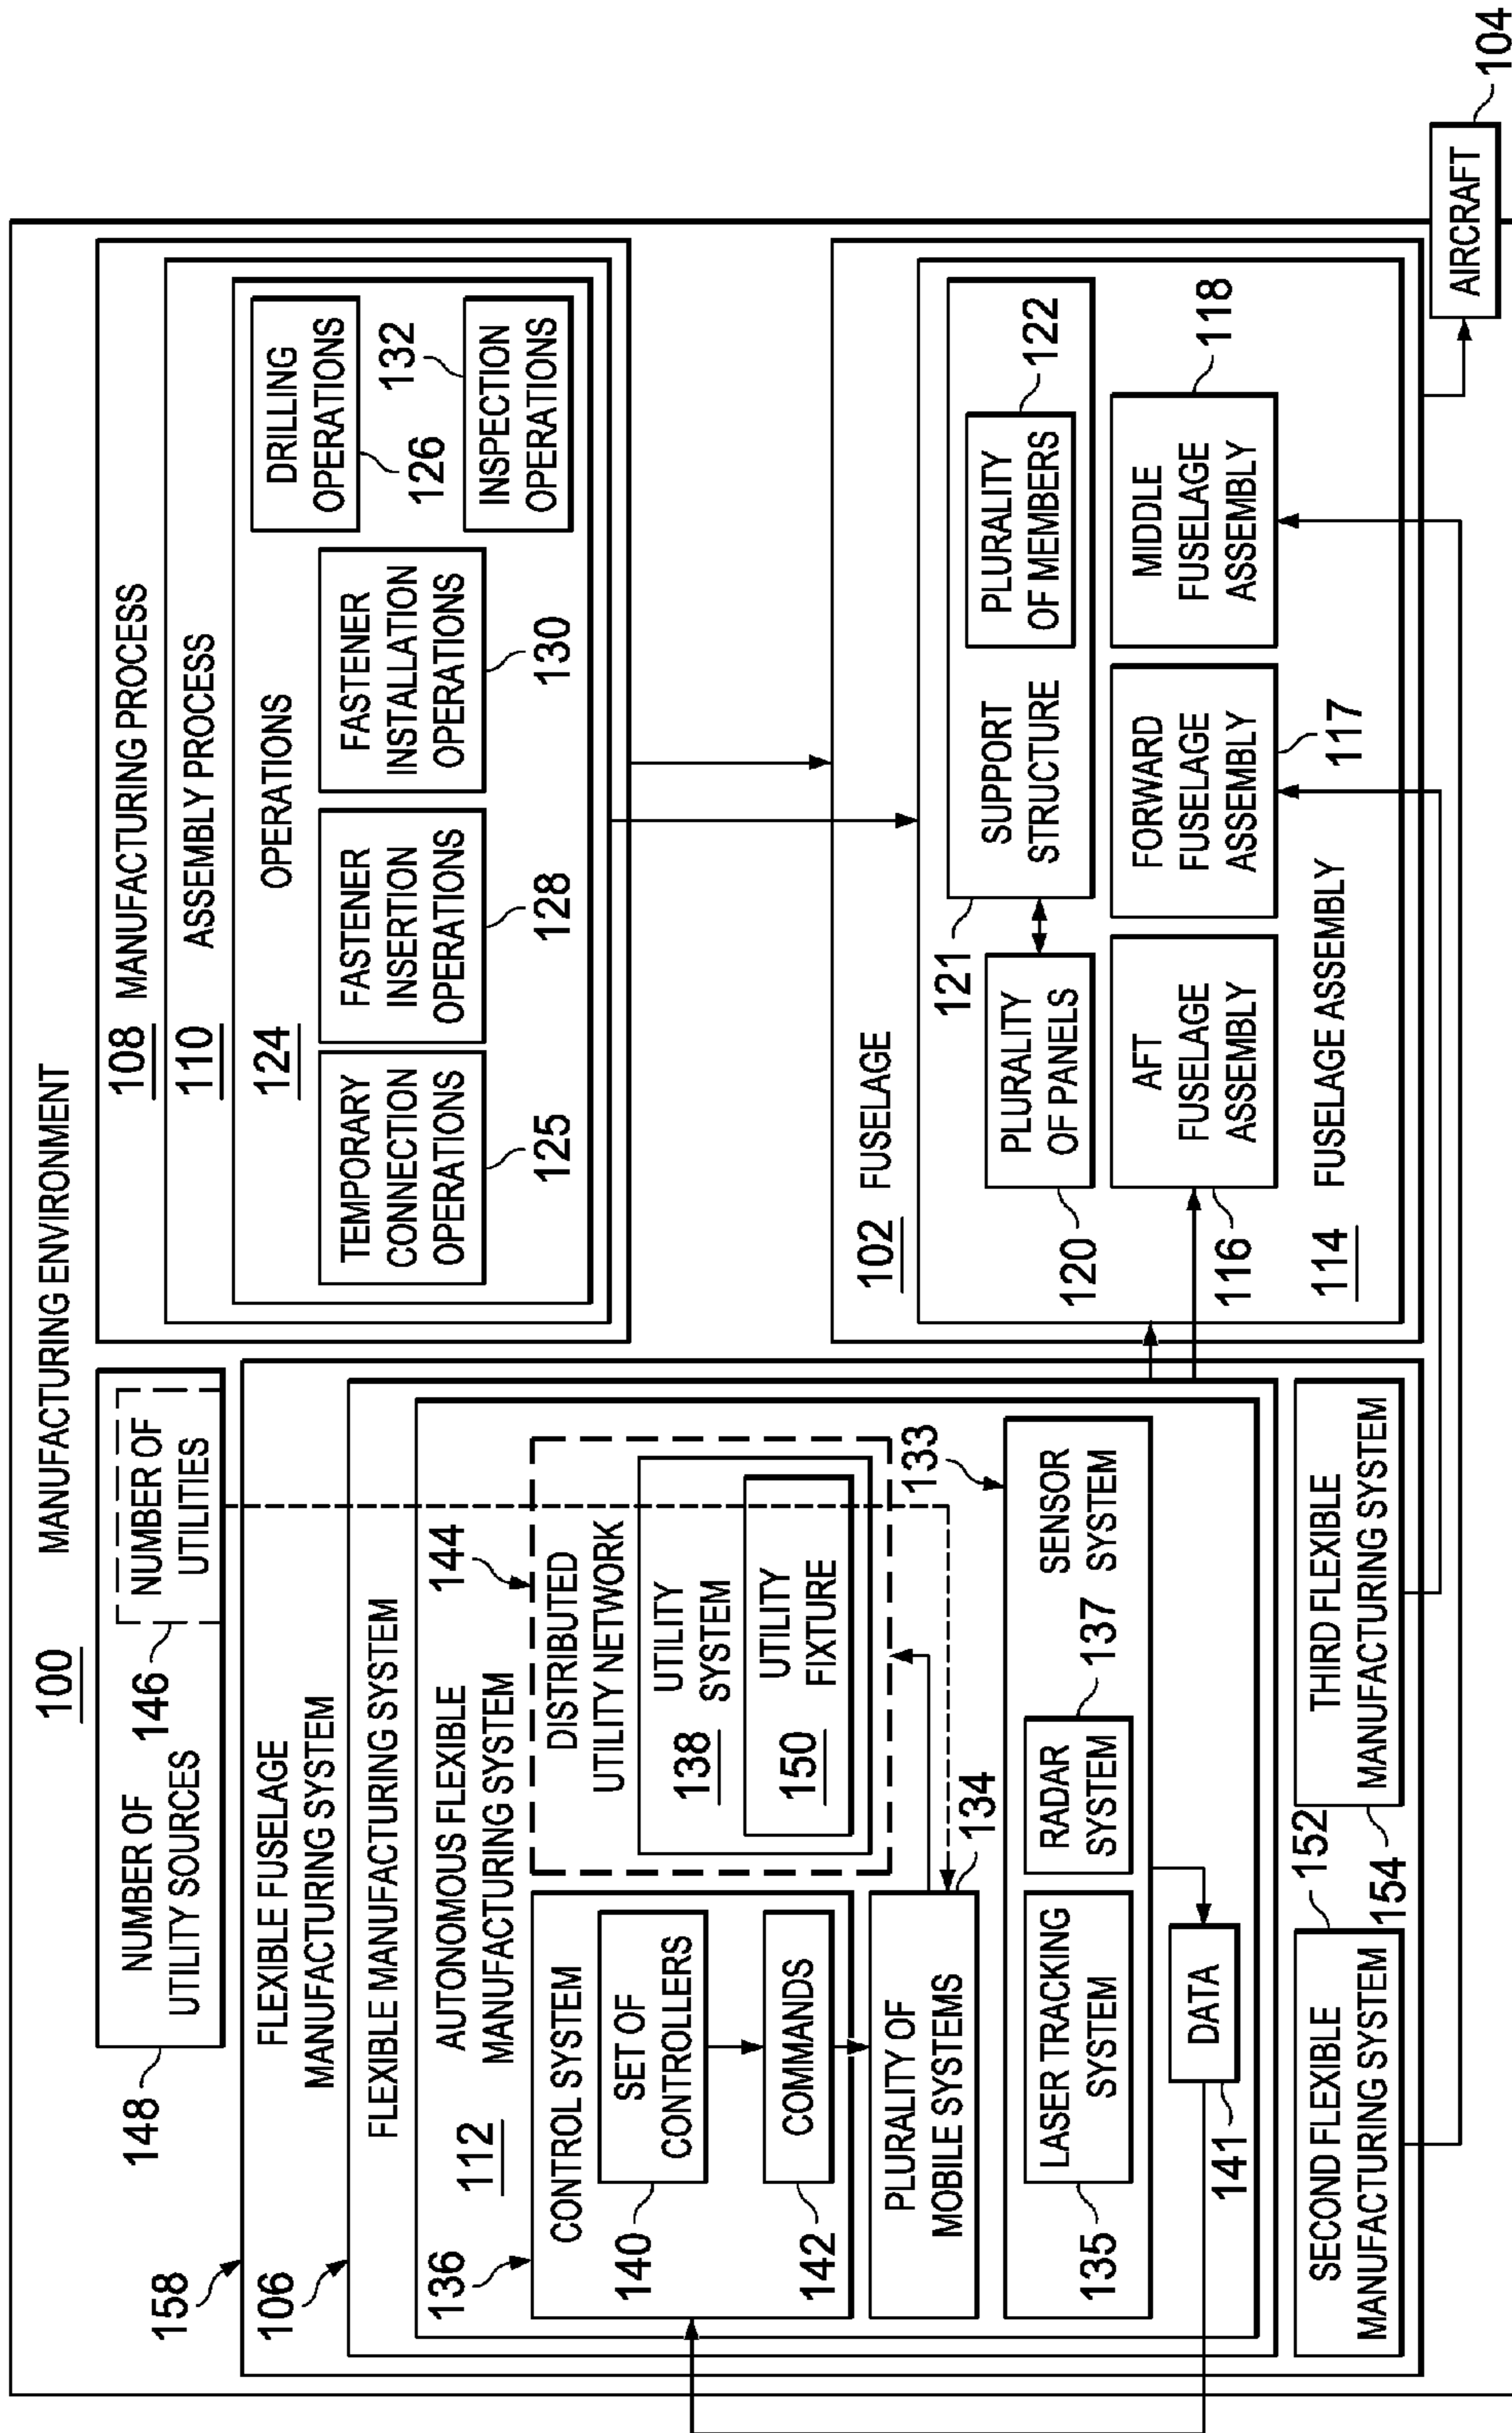 MANUFACTURING ENVIRONMENT
100
148
NUMBER OF
UTILITY SOURCES
146
NUMBER OF
UTILITIES
158
FLEXIBLE FUSELAGE
MANUFACTURING SYSTEM
106
FLEXIBLE MANUFACTURING SYSTEM
AUTONOMOUS FLEXIBLE
MANUFACTURING SYSTEM
112
136
CONTROL SYSTEM
140
SET OF
CONTROLLERS
142
COMMANDS
144
DISTRIBUTED
UTILITY NETWORK
UTILITY
SYSTEM
138
UTILITY
FIXTURE
150
PLURALITY OF
MOBILE SYSTEMS
134
133
SENSOR
SYSTEM
135
LASER TRACKING
SYSTEM
RADAR
SYSTEM
137
DATA
141
SECOND FLEXIBLE
MANUFACTURING SYSTEM
152
THIRD FLEXIBLE
MANUFACTURING SYSTEM
154
108
MANUFACTURING PROCESS
110
ASSEMBLY PROCESS
124
OPERATIONS
TEMPORARY
CONNECTION
OPERATIONS
125
FASTENER
INSERTION
OPERATIONS
128
FASTENER
INSTALLATION
OPERATIONS
130
DRILLING
OPERATIONS
126
132
INSPECTION
OPERATIONS
102
FUSELAGE
120
PLURALITY
OF PANELS
121
SUPPORT
STRUCTURE
PLURALITY
OF MEMBERS
122
AFT
FUSELAGE
ASSEMBLY
116
FORWARD
FUSELAGE
ASSEMBLY
117
MIDDLE
FUSELAGE
ASSEMBLY
118
114
FUSELAGE ASSEMBLY
AIRCRAFT
104